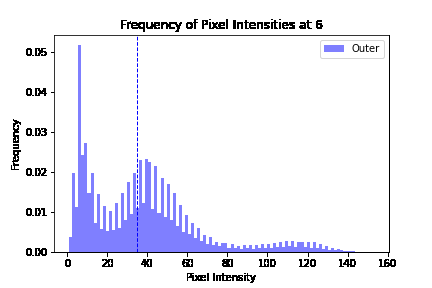 Frequency of Pixel Intensities at 6
Outer
0.05
0.04
0.03
0.02
0.01
0.00
Frequency
0 20 40 60 80 100 120 140 160
Pixel Intensity